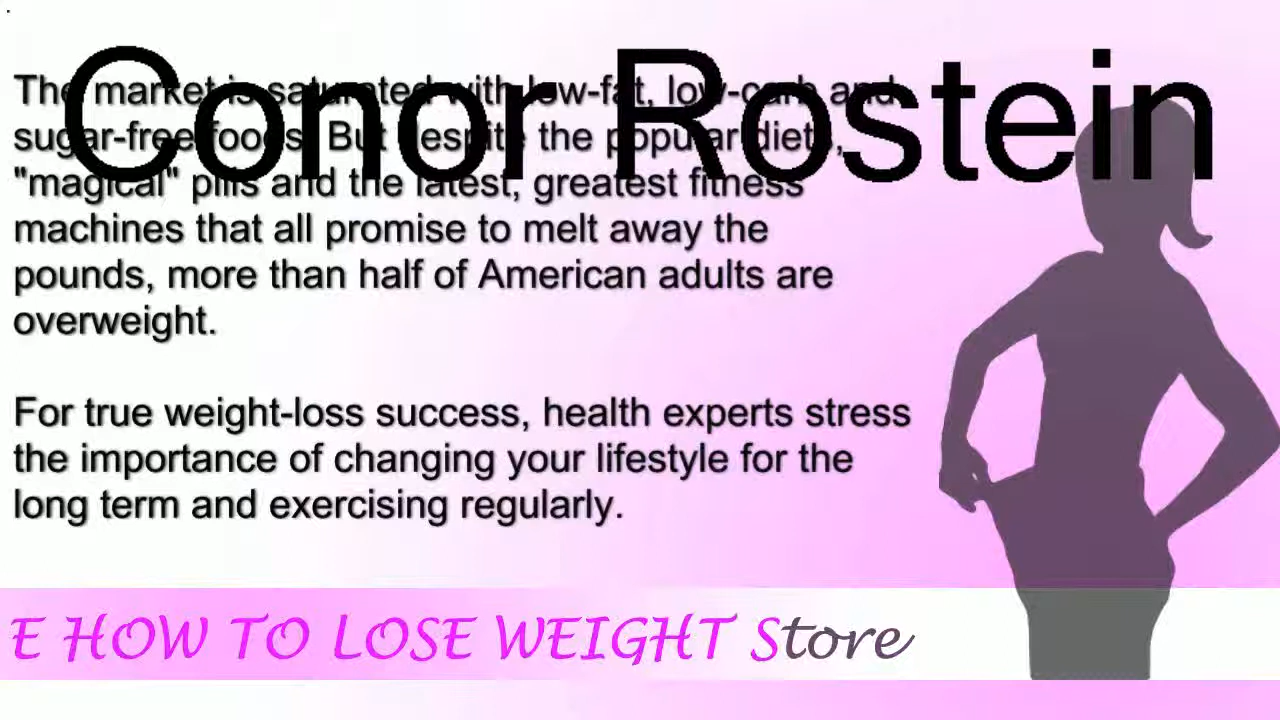 Conor Rostein
The market is saturated with low-fat, low-carb and
sugar-free foods. But despite the popular diets,
"magical" pills and the latest, greatest fitness
machines that all promise to melt away the
pounds, more than half of American adults are
overweight.
For true weight-loss success, health experts stress
the importance of changing your lifestyle for the
long term and exercising regularly.
E HOW TO LOSE WEIGHT Store